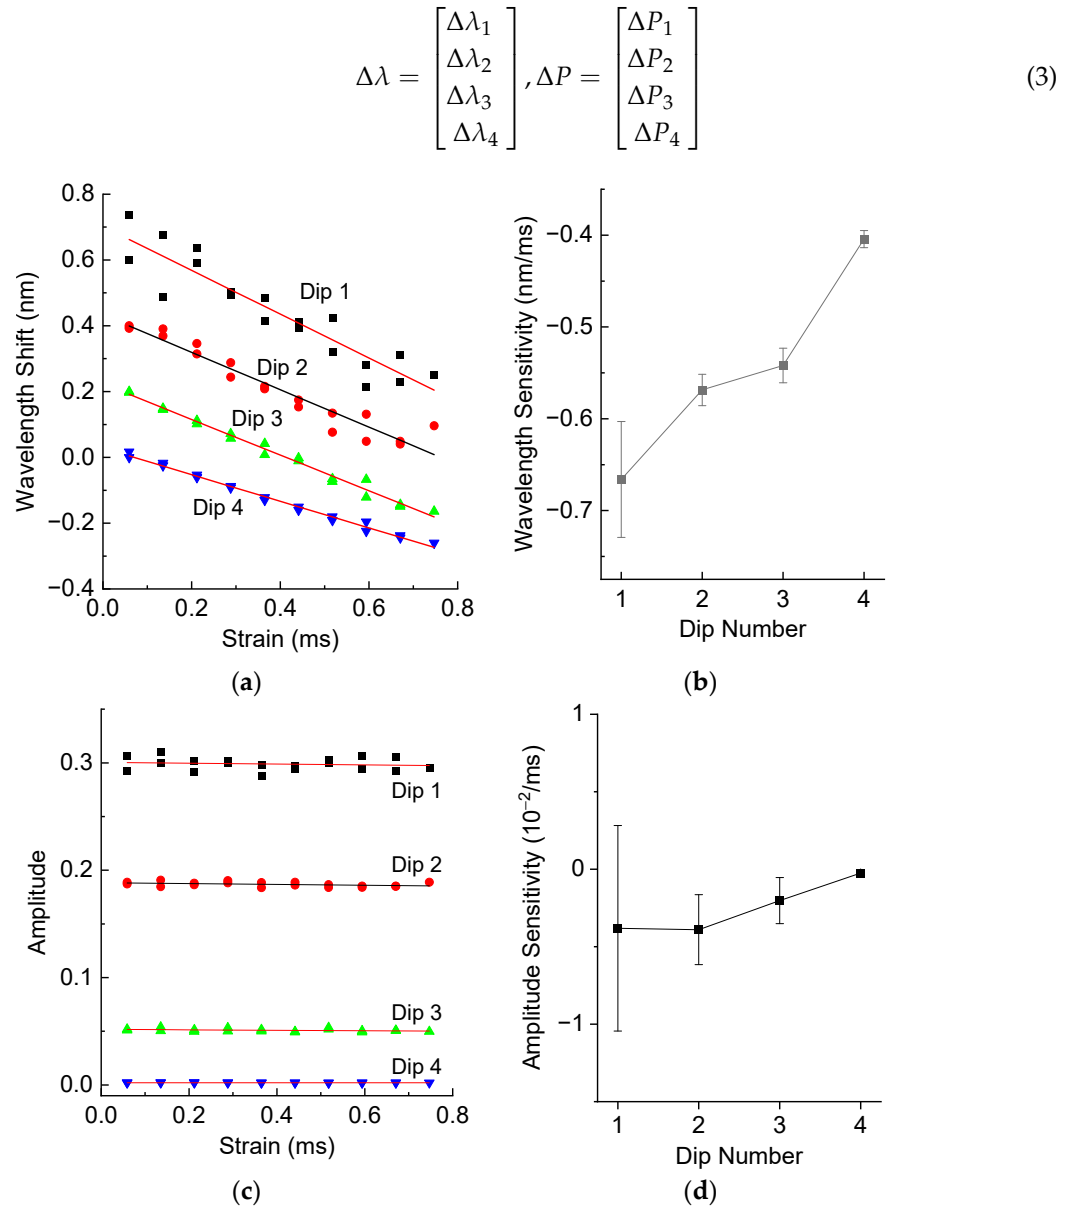 Δλ = [Δλ1 Δλ2 Δλ3 Δλ4], ΔP = [ΔP1 ΔP2 ΔP3 ΔP4] (3)
0.8
0.6
0.4
0.2
0.0
−0.2
−0.4
Wavelength Shift (nm)
Dip 1
Dip 2
Dip 3
Dip 4
0.0 0.2 0.4 0.6 0.8
Strain (ms)
(a)
−0.4
−0.5
−0.6
−0.7
Wavelength Sensitivity (nm/ms)
1 2 3 4
Dip Number
(b)
0.3
0.2
0.1
0.0
Amplitude
Dip 1
Dip 2
Dip 3
Dip 4
0.0 0.2 0.4 0.6 0.8
Strain (ms)
(c)
1
0
−1
Amplitude Sensitivity (10⁻²/ms)
1 2 3 4
Dip Number
(d)